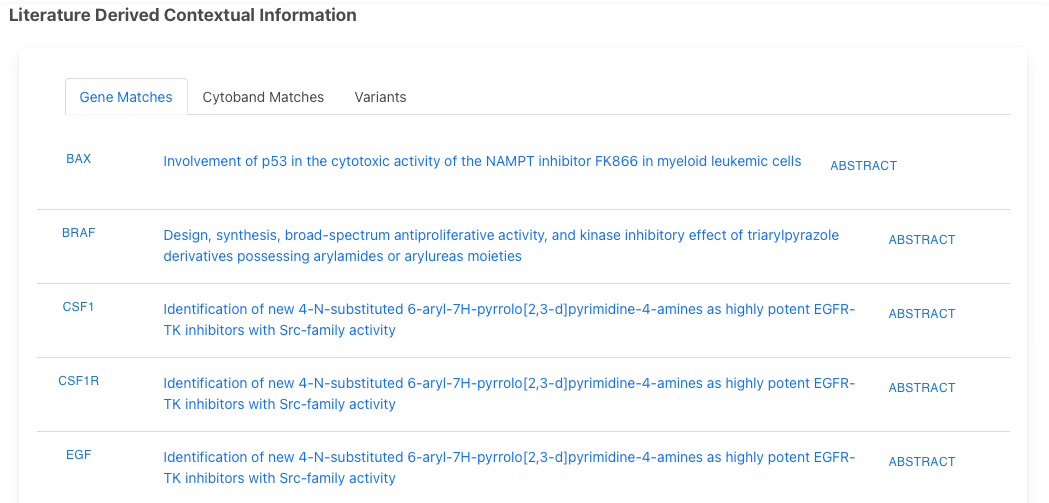 Literature Derived Contextual Information
Gene Matches
Cytoband Matches
Variants
BAX
Involvement of p53 in the cytotoxic activity of the NAMPT inhibitor FK866 in myeloid leukemic cells
ABSTRACT
BRAF
Design, synthesis, broad-spectrum antiproliferative activity, and kinase inhibitory effect of triarylpyrazole
derivatives possessing arylamides or arylureas moieties
ABSTRACT
CSF1
Identification of new 4-N-substituted 6-aryl-7H-pyrrolo[2,3-d]pyrimidine-4-amines as highly potent EGFR-
TK inhibitors with Src-family activity
ABSTRACT
CSF1R
Identification of new 4-N-substituted 6-aryl-7H-pyrrolo[2,3-d]pyrimidine-4-amines as highly potent EGFR-
TK inhibitors with Src-family activity
ABSTRACT
EGF
Identification of new 4-N-substituted 6-aryl-7H-pyrrolo[2,3-d]pyrimidine-4-amines as highly potent EGFR-
TK inhibitors with Src-family activity
ABSTRACT